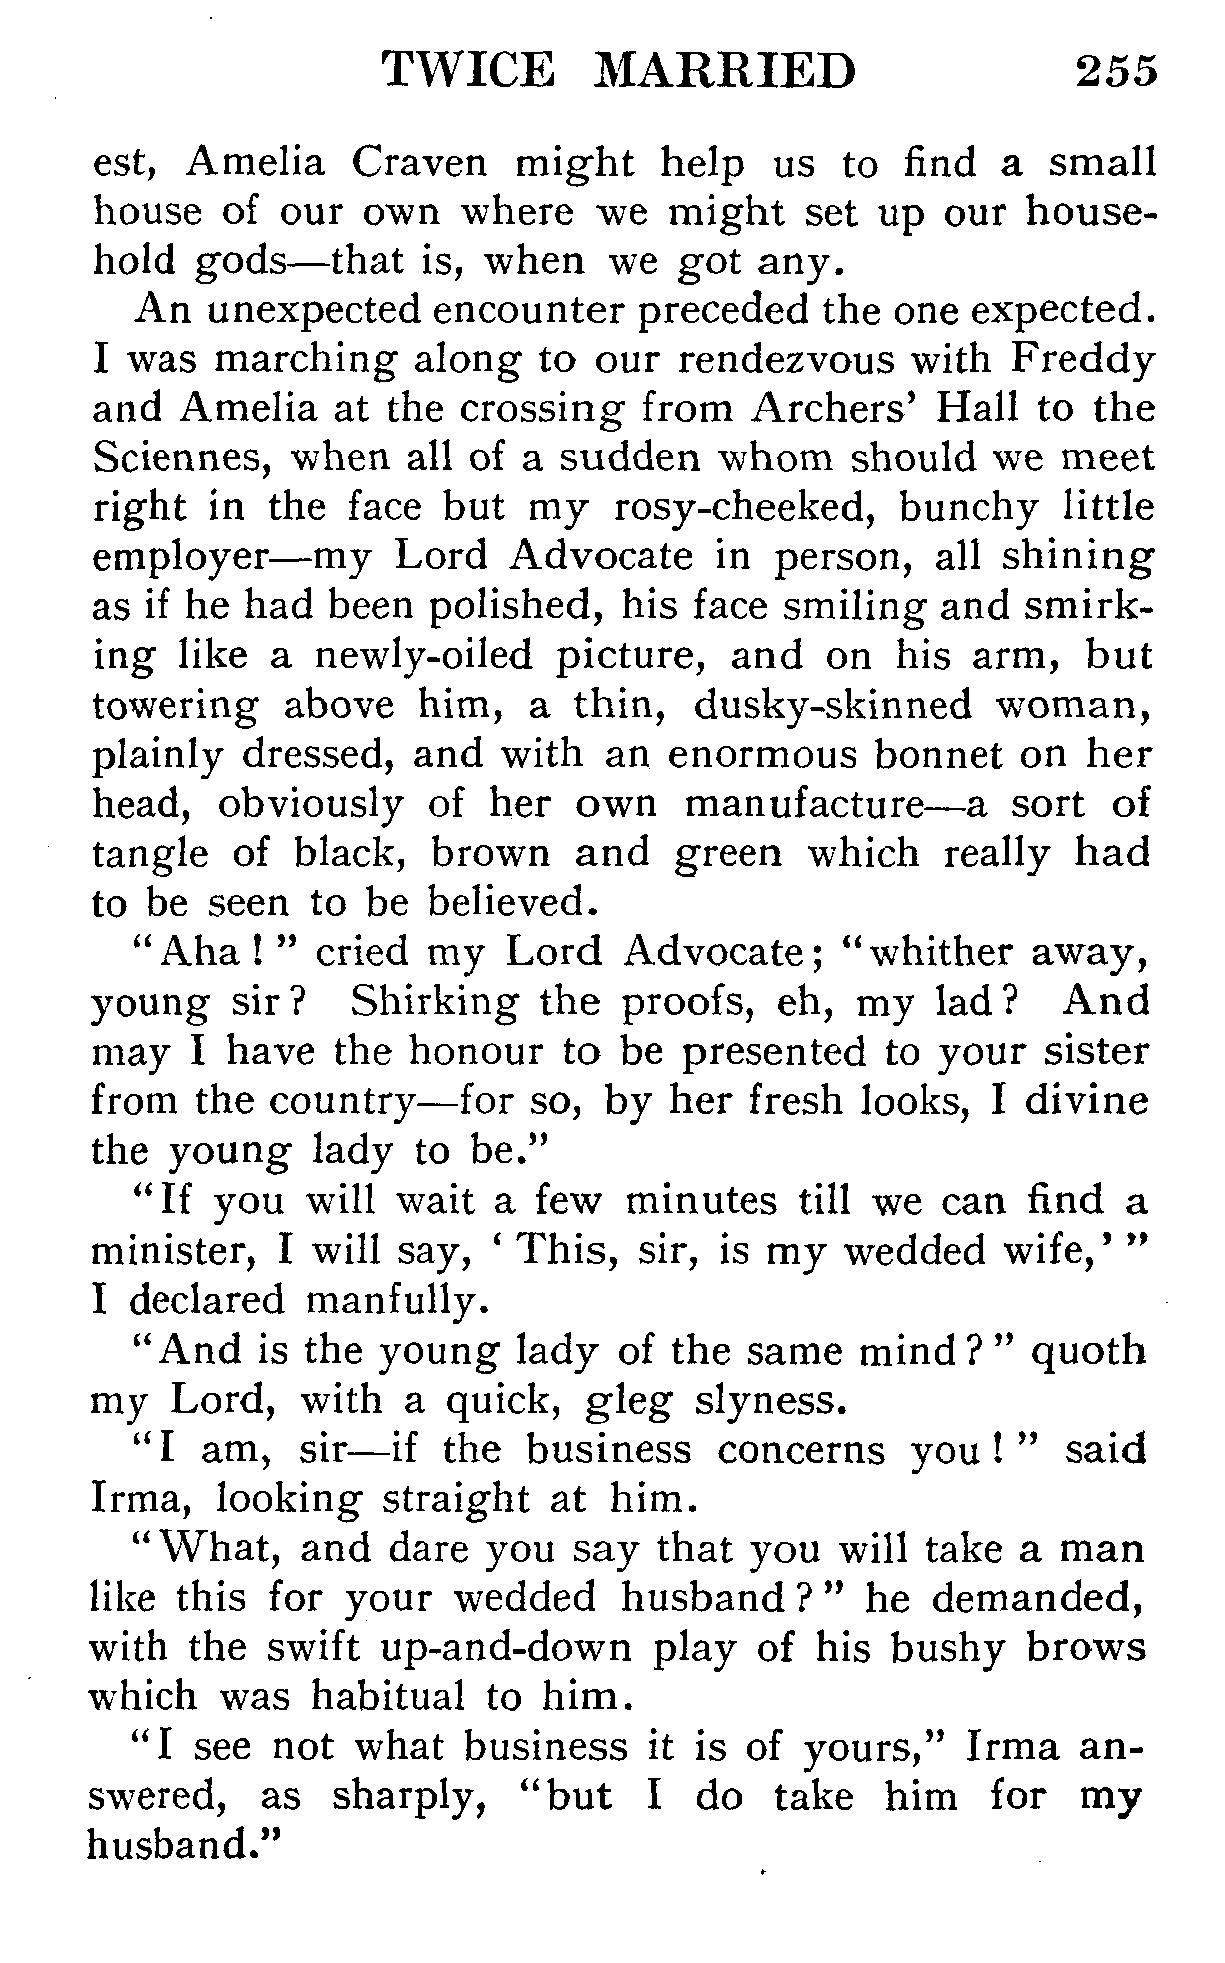 TWICE MARRIED 255
est, Amelia Craven might help us to find a small
house of our own where we might set up our house-
hold gods—that is, when we got any.
An unexpected encounter preceded the one expected.
I was marching along to our rendezvous with Freddy
and Amelia at the crossing from Archers' Hall to the
Sciennes, when all of a sudden whom should we meet
right in the face but my rosy-cheeked, bunchy little
employer—my Lord Advocate in person, all shining
as if he had been polished, his face smiling and smirk-
ing like a newly-oiled picture, and on his arm, but
towering above him, a thin, dusky-skinned woman,
plainly dressed, and with an enormous bonnet on her
head, obviously of her own manufacture—a sort of
tangle of black, brown and green which really had
to be seen to be believed.
"Aha!" cried my Lord Advocate; "whither away,
young sir? Shirking the proofs, eh, my lad? And
may I have the honour to be presented to your sister
from the country—for so, by her fresh looks, I divine
the young lady to be."
"If you will wait a few minutes till we can find a
minister, I will say, 'This, sir, is my wedded wife,'"
I declared manfully.
"And is the young lady of the same mind?" quoth
my Lord, with a quick, gleg slyness.
"I am, sir—if the business concerns you!" said
Irma, looking straight at him.
"What, and dare you say that you will take a man
like this for your wedded husband?" he demanded,
with the swift up-and-down play of his bushy brows
which was habitual to him.
"I see not what business it is of yours," Irma an-
swered, as sharply, "but I do take him for my
husband."